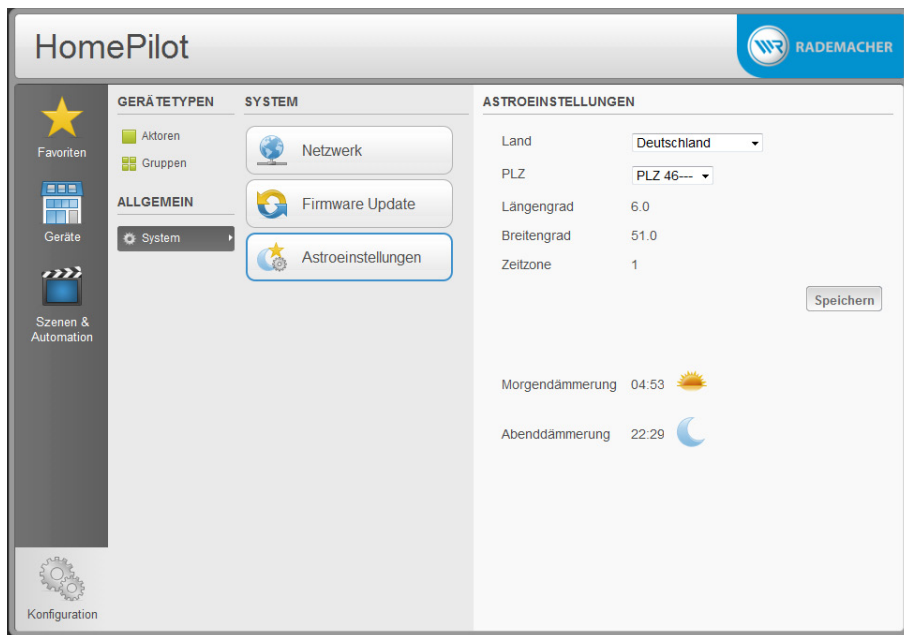 HomePilot
WR RADEMACHER
Favoriten
Geräte
Szenen &
Automation
Konfiguration
GERÄTETYPEN
Aktoren
Gruppen
ALLGEMEIN
System
SYSTEM
Netzwerk
Firmware Update
Astroeinstellungen
ASTROEINSTELLUNGEN
Land Deutschland
PLZ PLZ 46---
Längengrad 6.0
Breitengrad 51.0
Zeitzone 1
Speichern
Morgendämmerung 04:53
Abenddämmerung 22:29